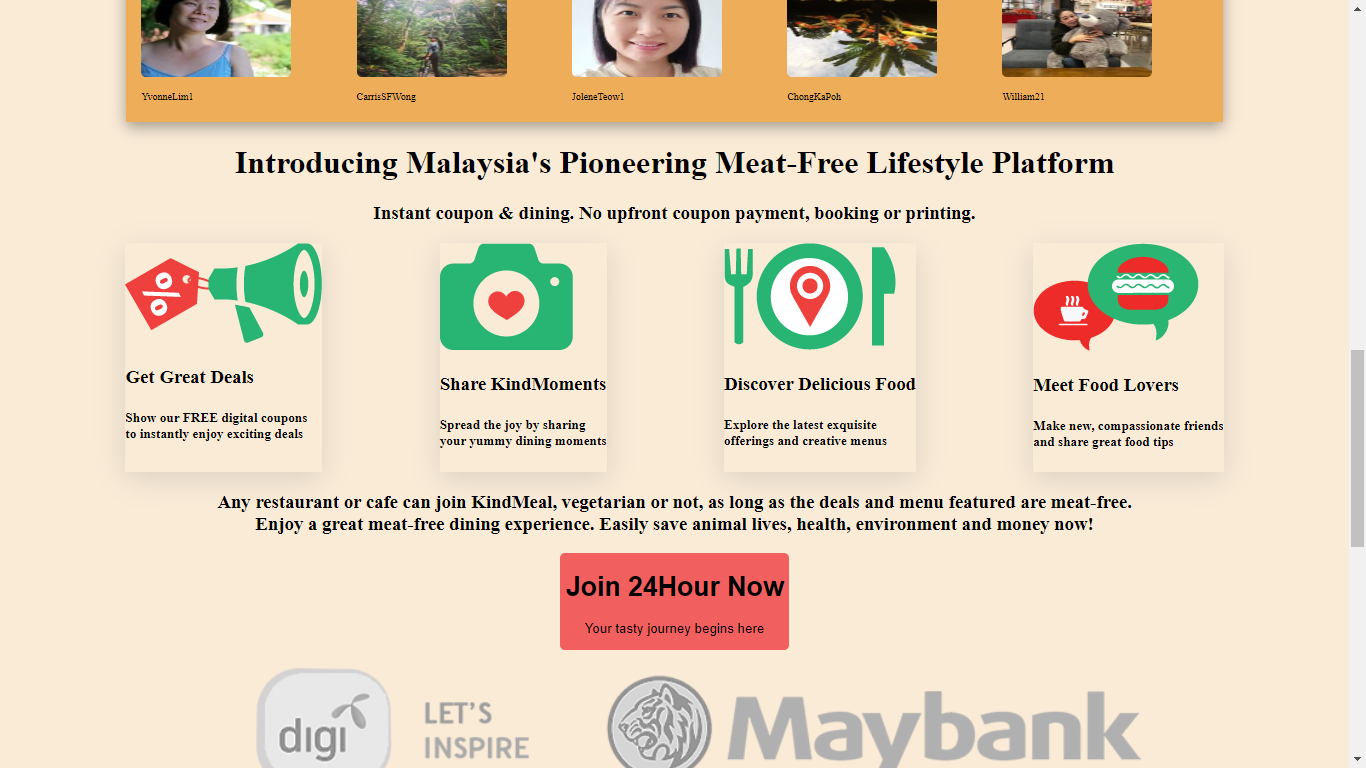 YvonneLim1
CarrisSFWong
JoleneTeow1
ChongKaPoh
William21
Introducing Malaysia's Pioneering Meat-Free Lifestyle Platform
Instant coupon & dining. No upfront coupon payment, booking or printing.
%
Get Great Deals
Show our FREE digital coupons
to instantly enjoy exciting deals
Share KindMoments
Spread the joy by sharing
your yummy dining moments
Discover Delicious Food
Explore the latest exquisite
offerings and creative menus
Meet Food Lovers
Make new, compassionate friends
and share great food tips
Any restaurant or cafe can join KindMeal, vegetarian or not, as long as the deals and menu featured are meat-free.
Enjoy a great meat-free dining experience. Easily save animal lives, health, environment and money now!
Join 24Hour Now
Your tasty journey begins here
digi
LET'S
INSPIRE
Maybank